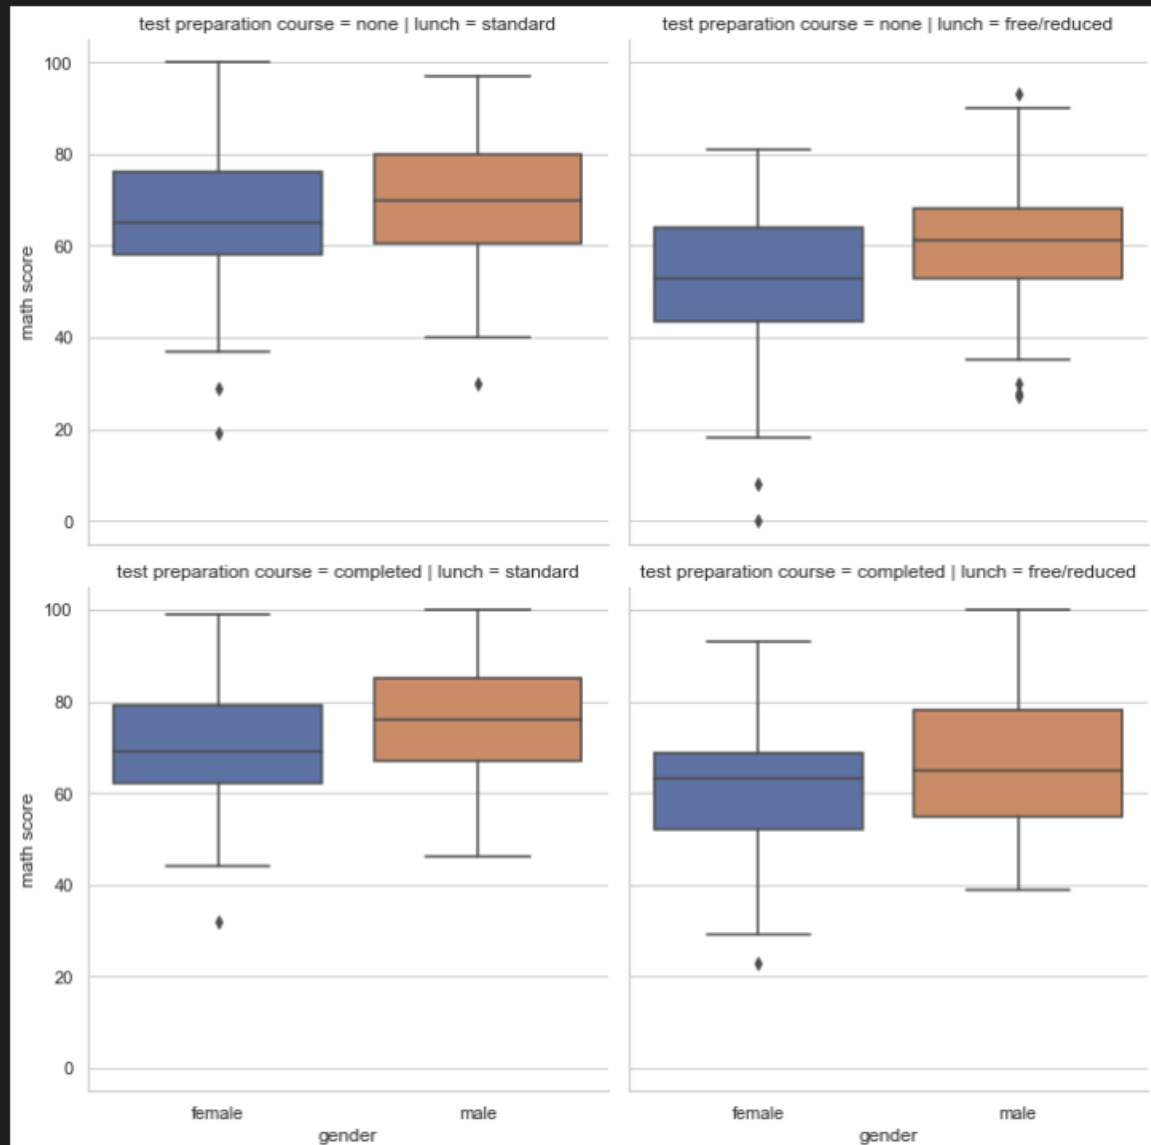 test preparation course = none | lunch = standard
test preparation course = none | lunch = free/reduced
100
80
60
40
20
0
math score
test preparation course = completed | lunch = standard
test preparation course = completed | lunch = free/reduced
100
80
60
40
20
0
math score
female
male
female
male
gender
gender